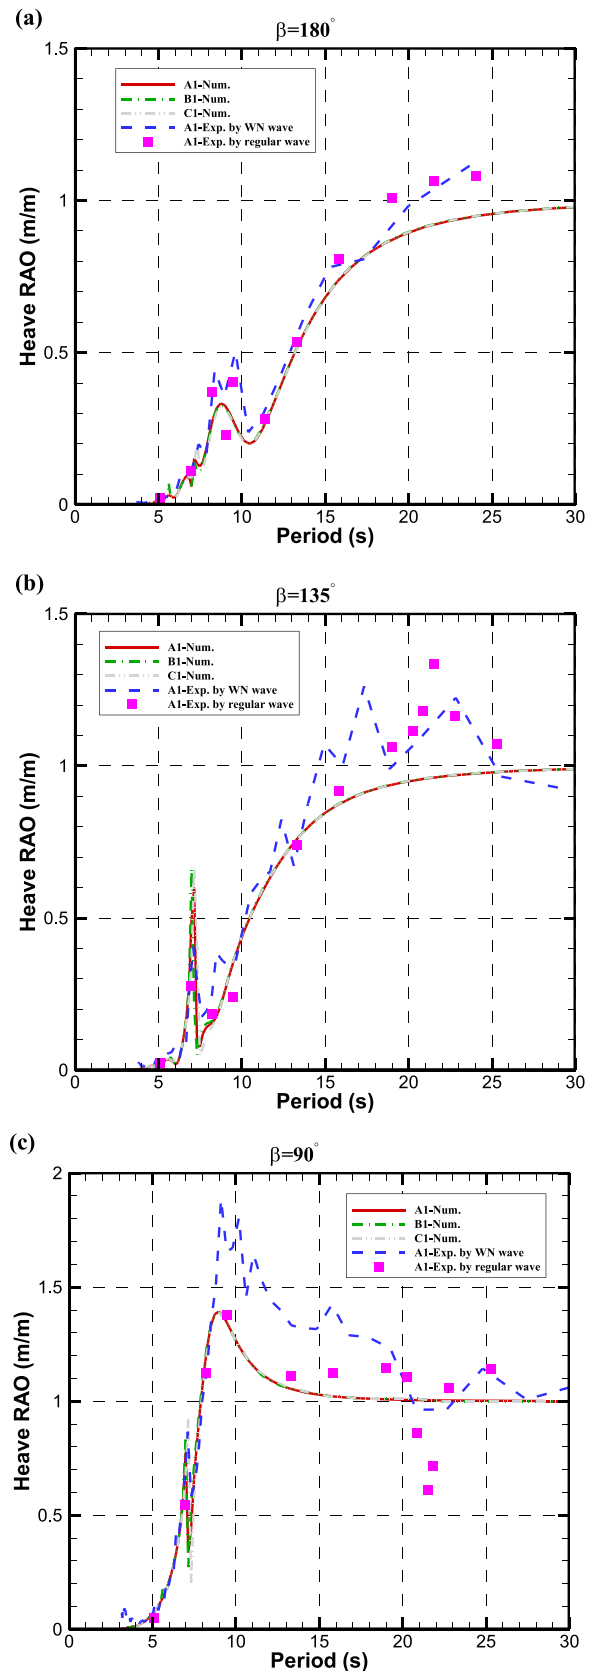 (a)
β=180°
1.5
1
0.5
0
Heave RAO (m/m)
A1-Num.
B1-Num.
C1-Num.
A1-Exp. by WN wave
A1-Exp. by regular wave
0 5 10 15 20 25 30
Period (s)
(b)
β=135°
1.5
1
0.5
0
Heave RAO (m/m)
A1-Num.
B1-Num.
C1-Num.
A1-Exp. by WN wave
A1-Exp. by regular wave
0 5 10 15 20 25 30
Period (s)
(c)
β=90°
2
1.5
1
0.5
0
Heave RAO (m/m)
A1-Num.
B1-Num.
C1-Num.
A1-Exp. by WN wave
A1-Exp. by regular wave
0 5 10 15 20 25 30
Period (s)